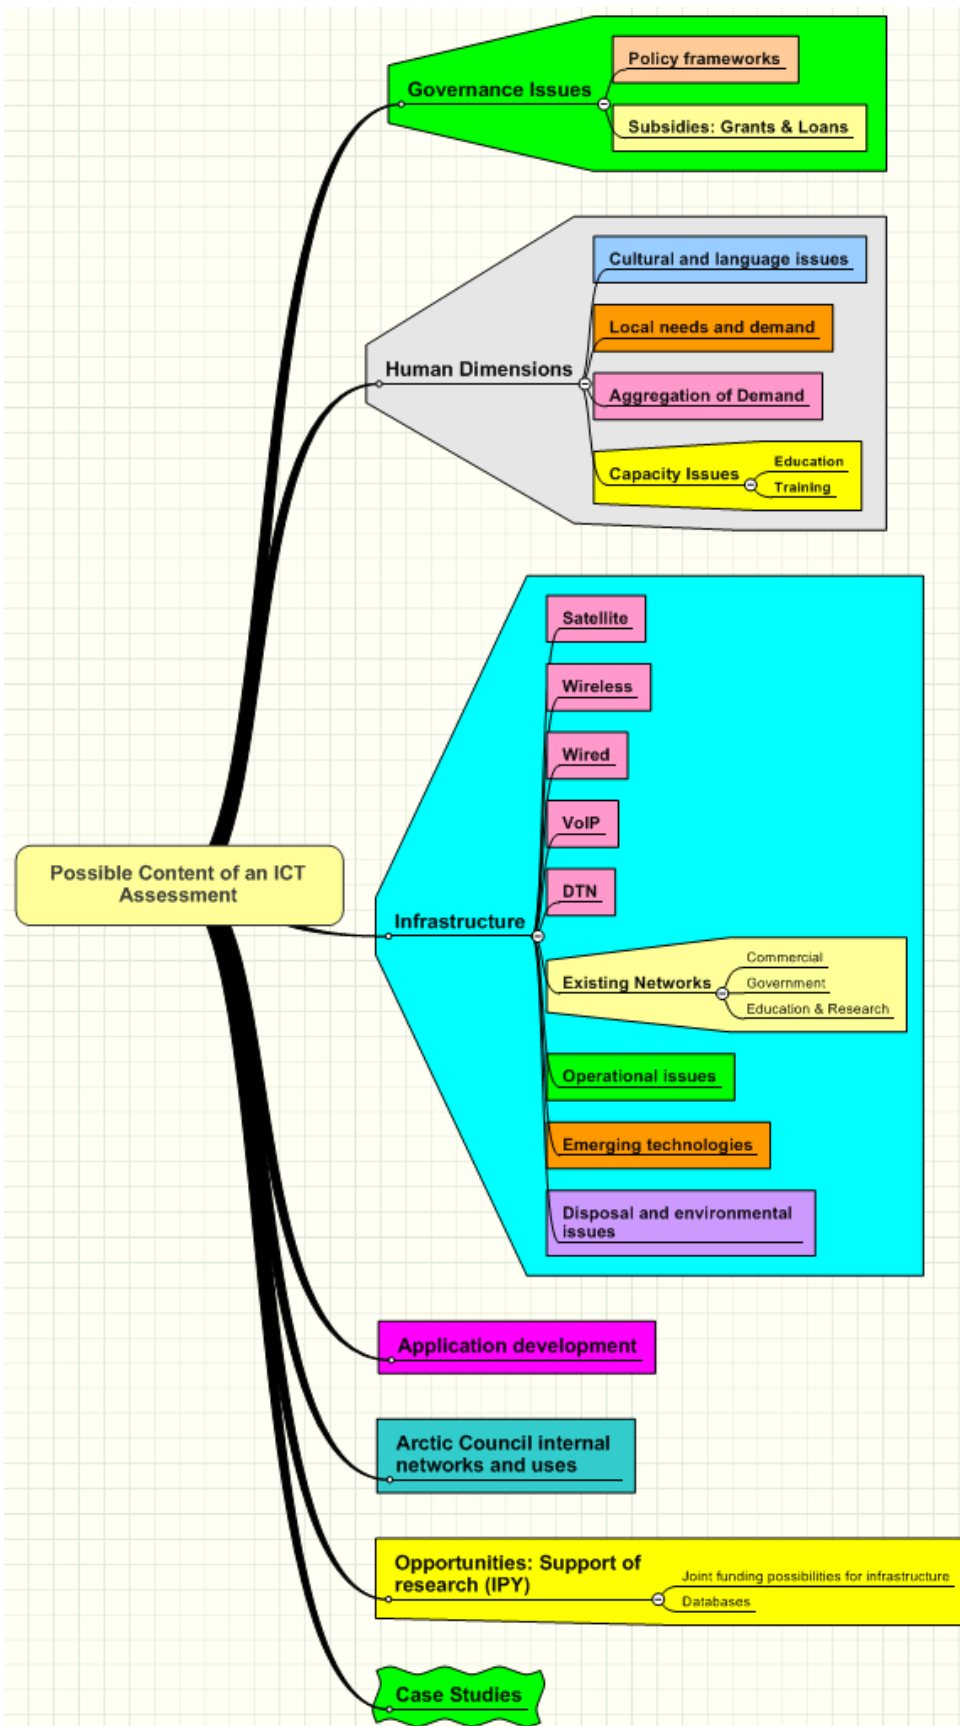 Policy frameworks
Governance Issues
Subsidies: Grants & Loans
Cultural and language issues
Local needs and demand
Human Dimensions
Aggregation of Demand
Capacity Issues
Education
Training
Satellite
Wireless
Wired
VoIP
DTN
Possible Content of an ICT
Assessment
Infrastructure
Existing Networks
Commercial
Government
Education & Research
Operational issues
Emerging technologies
Disposal and environmental
issues
Application development
Arctic Council internal
networks and uses
Opportunities: Support of
research (IPY)
Joint funding possibilities for infrastructure
Databases
Case Studies